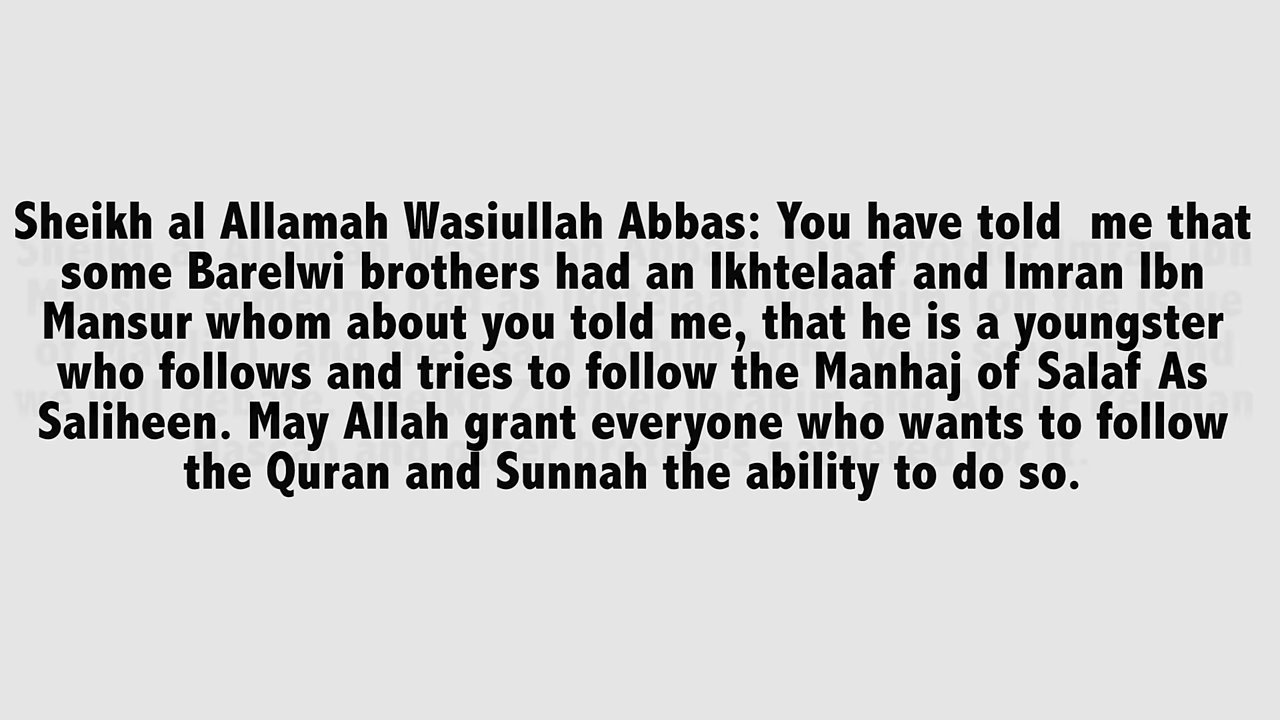 Sheikh al Allamah Wasiullah Abbas: You have told  me that
some Barelwi brothers had an Ikhtelaaf and Imran Ibn
Mansur whom about you told me, that he is a youngster
who follows and tries to follow the Manhaj of Salaf As
Saliheen. May Allah grant everyone who wants to follow
the Quran and Sunnah the ability to do so.